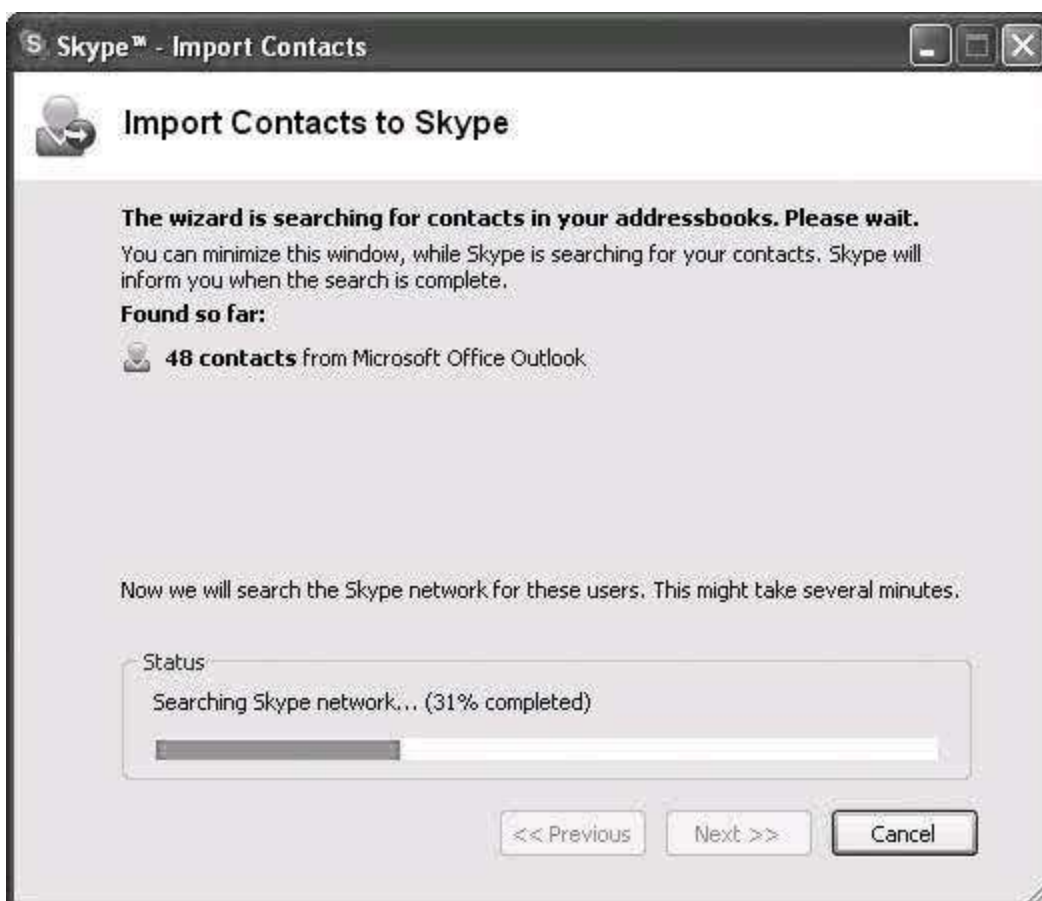 Skype™ - Import Contacts
Import Contacts to Skype
The wizard is searching for contacts in your addressbooks. Please wait.
You can minimize this window, while Skype is searching for your contacts. Skype will
inform you when the search is complete.
Found so far:
48 contacts from Microsoft Office Outlook
Now we will search the Skype network for these users. This might take several minutes.
Status
Searching Skype network... (31% completed)
<< Previous Next >> Cancel